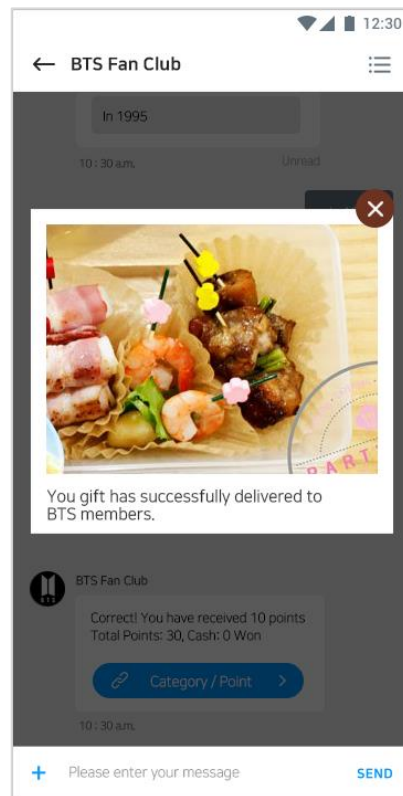 12:30
BTS Fan Club
In 1995
10 : 30 a.m.
Unread
PART
You gift has successfully delivered to
BTS members.
BTS
BTS Fan Club
Correct! You have received 10 points
Total Points: 30, Cash: 0 Won
Category / Point
10 : 30 a.m.
Please enter your message
SEND